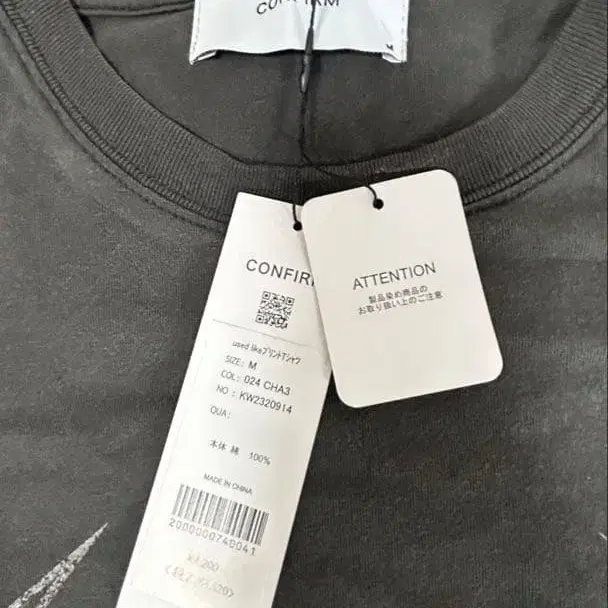 M
CONFIR
used likeプリントTシャツ
SIZE: M
COL: 024 CHA3
NO : KW2320914
QUA:
本体 綿 100%
MADE IN CHINA
2000000740041
ATTENTION
製品染め商品の
お取り扱い上のご注意